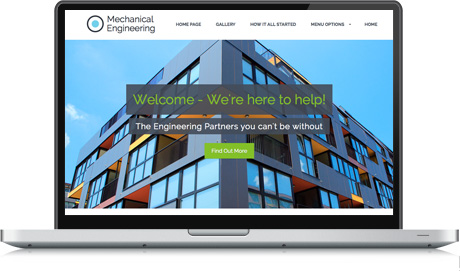 Mechanical
Engineering
HOME PAGE GALLERY HOW IT ALL STARTED MENU OPTIONS HOME
Welcome - We're here to help!
The Engineering Partners you can't be without
Find Out More